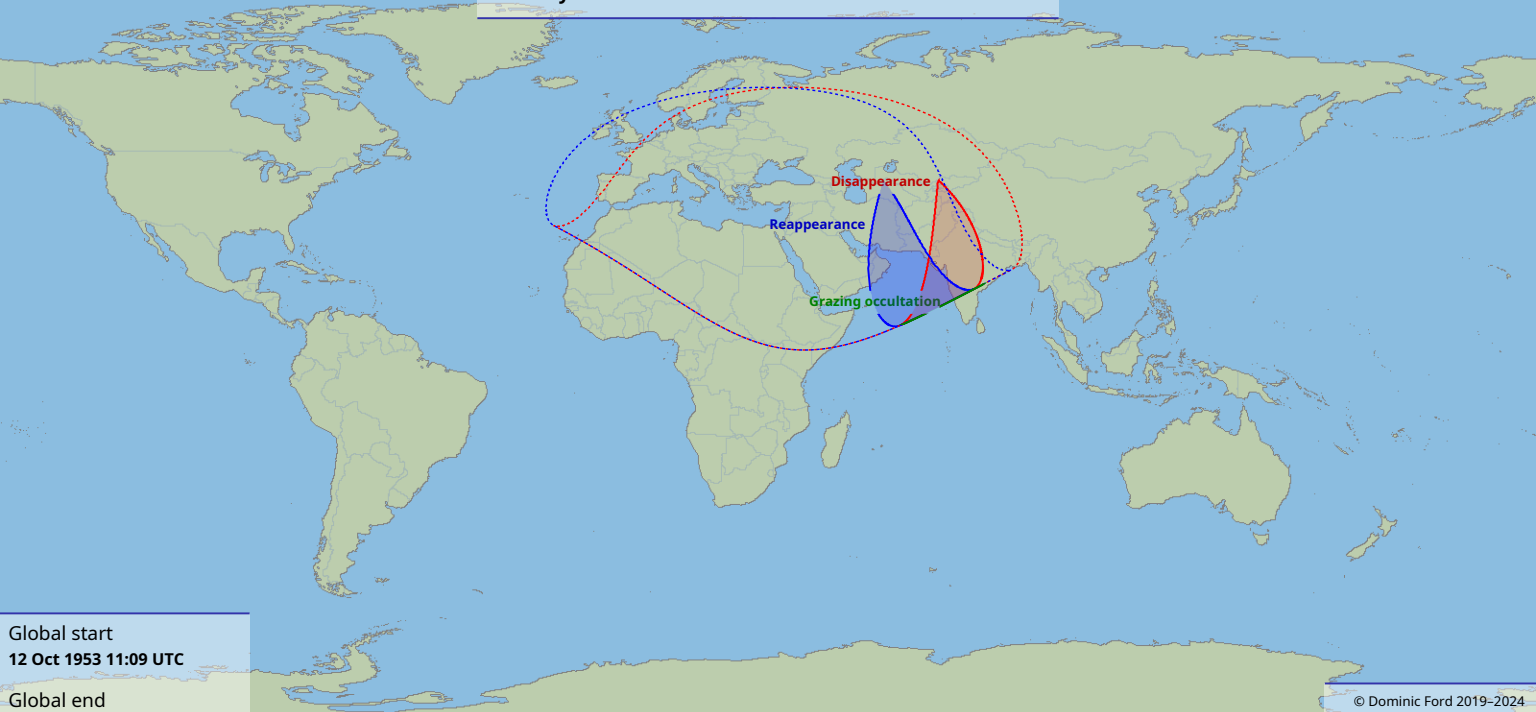 Disappearance
Reappearance
Grazing occultation
Global start
12 Oct 1953 11:09 UTC
Global end
© Dominic Ford 2019–2024